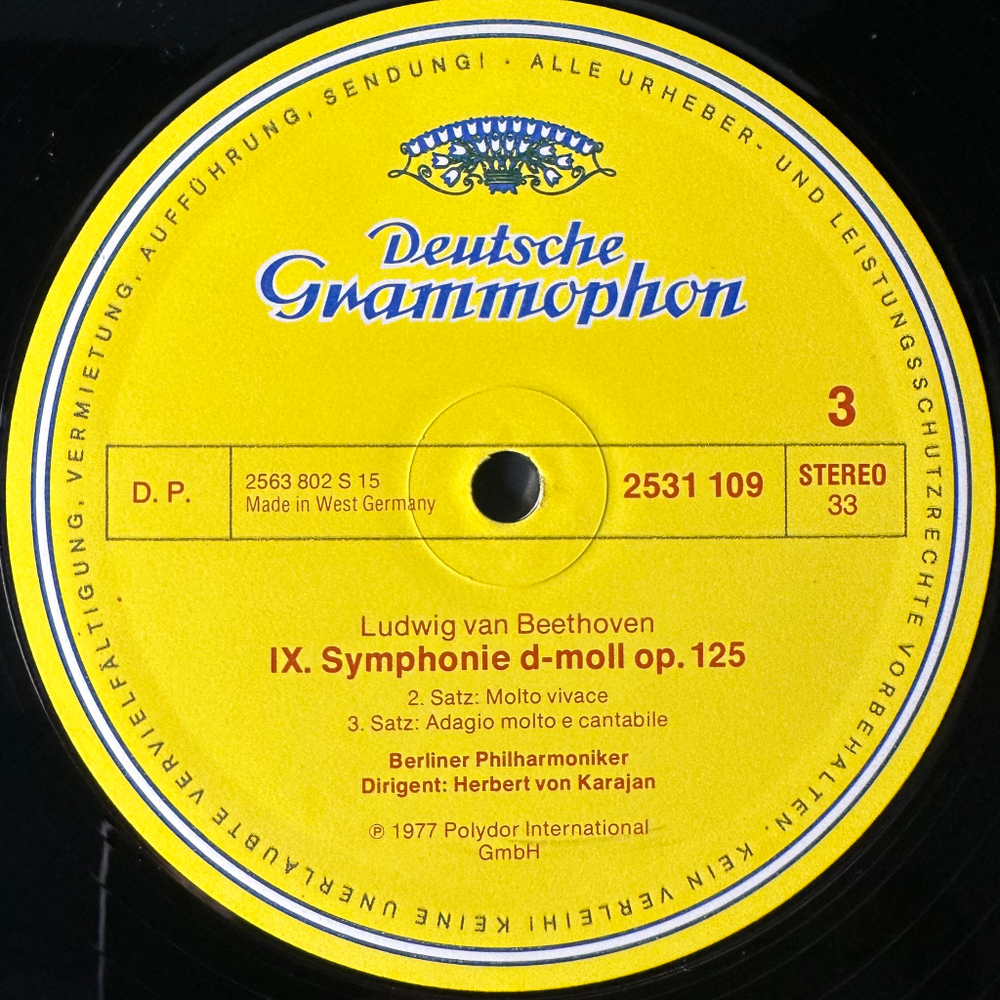 ALLE URHEBER- UND LEISTUNGSSCHUTZRECHTE VORBEHALTEN. KEIN VERLEIH! KEINE UNERLAUBTE VERVIELFÄLTIGUNG, VERMIETUNG, AUFFÜHRUNG, SENDUNG! ·
Deutsche
Grammophon
3
D. P.
2563 802 S 15
Made in West Germany
2531 109
STEREO
33
Ludwig van Beethoven
IX. Symphonie d-moll op. 125
2. Satz: Molto vivace
3. Satz: Adagio molto e cantabile
Berliner Philharmoniker
Dirigent: Herbert von Karajan
℗ 1977 Polydor International
GmbH